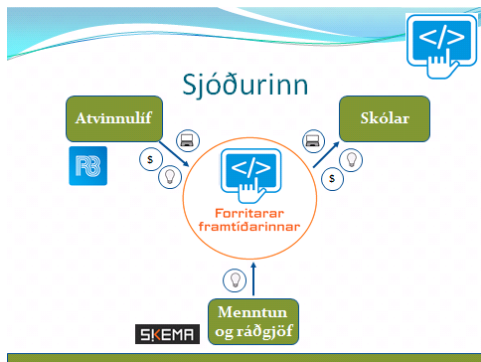 </>
Sjóðurinn
Atvinnulíf
Skólar
$
RB
</>
$
Forritarar
framtíðarinnar
Menntun
og ráðgjöf
SKEMA